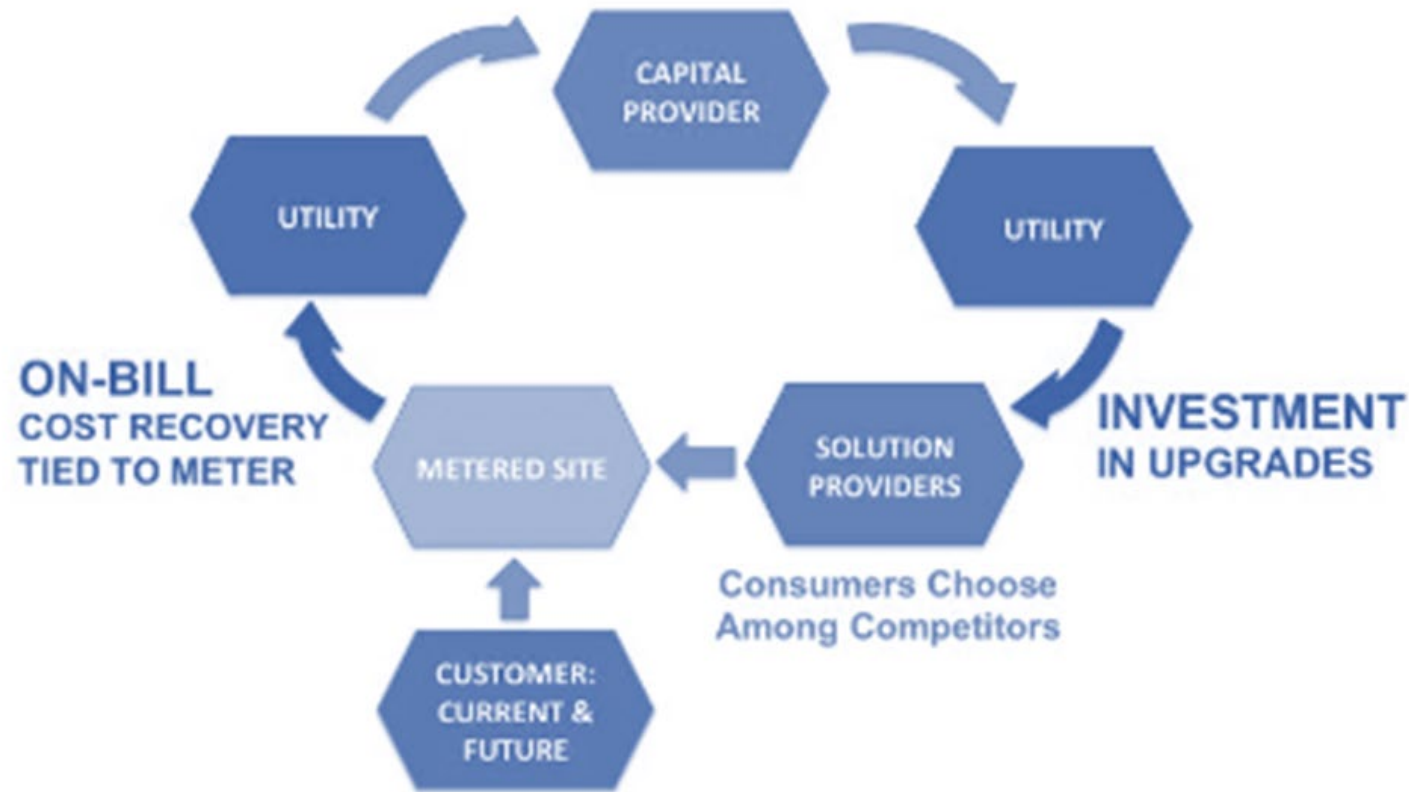 CAPITAL
PROVIDER
UTILITY
UTILITY
ON-BILL
COST RECOVERY
TIED TO METER
METERED SITE
SOLUTION
PROVIDERS
INVESTMENT
IN UPGRADES
Consumers Choose
Among Competitors
CUSTOMER:
CURRENT &
FUTURE